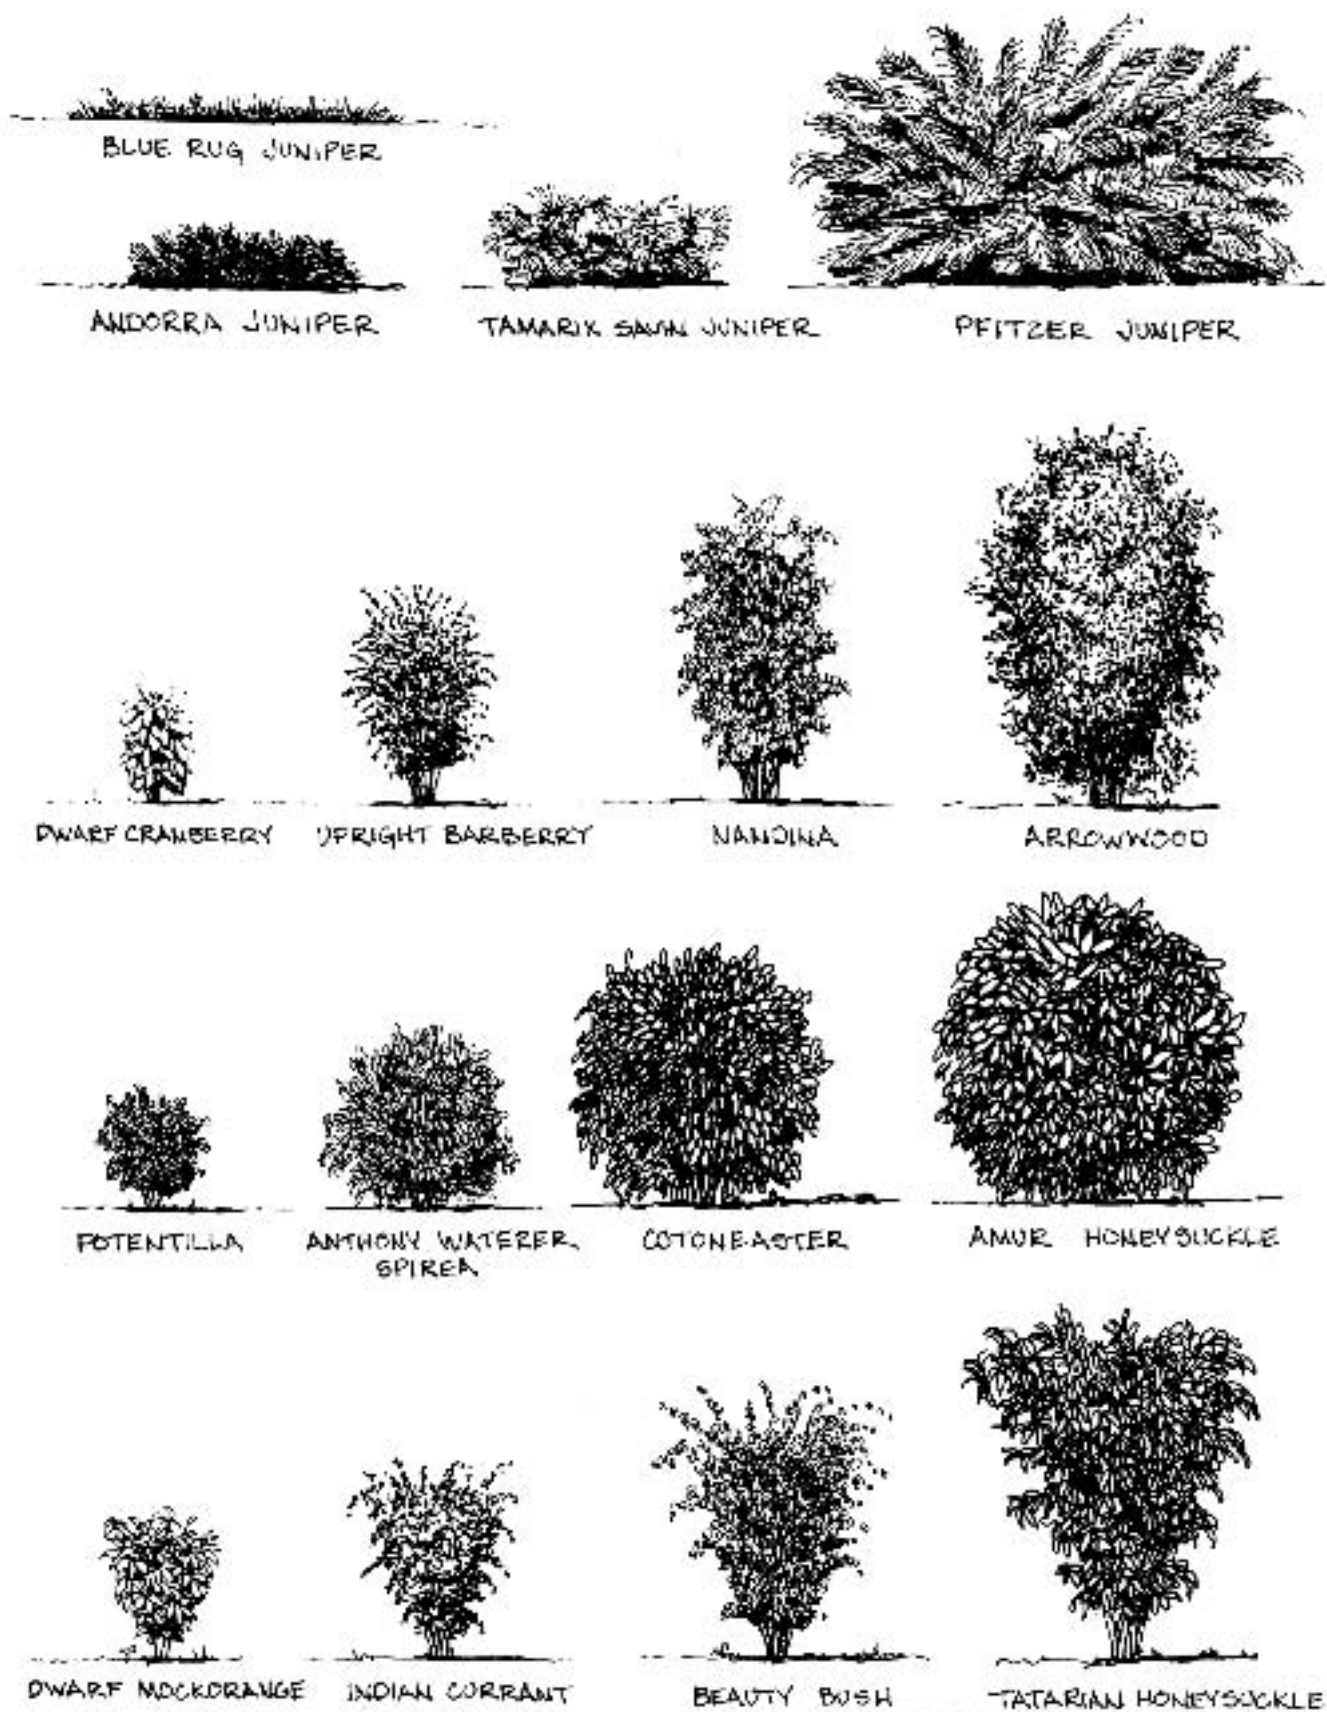 BLUE RUG JUNIPER
ANDORRA JUNIPER
TAMARIX SAVIN JUNIPER
PFITZER JUNIPER
DWARF CRANBERRY
UPRIGHT BARBERRY
NANDINA
ARROWWOOD
POTENTILLA
ANTHONY WATERER
SPIREA
COTONEASTER
AMUR HONEYSUCKLE
DWARF MOCKORANGE
INDIAN CURRANT
BEAUTY BUSH
TATARIAN HONEYSUCKLE